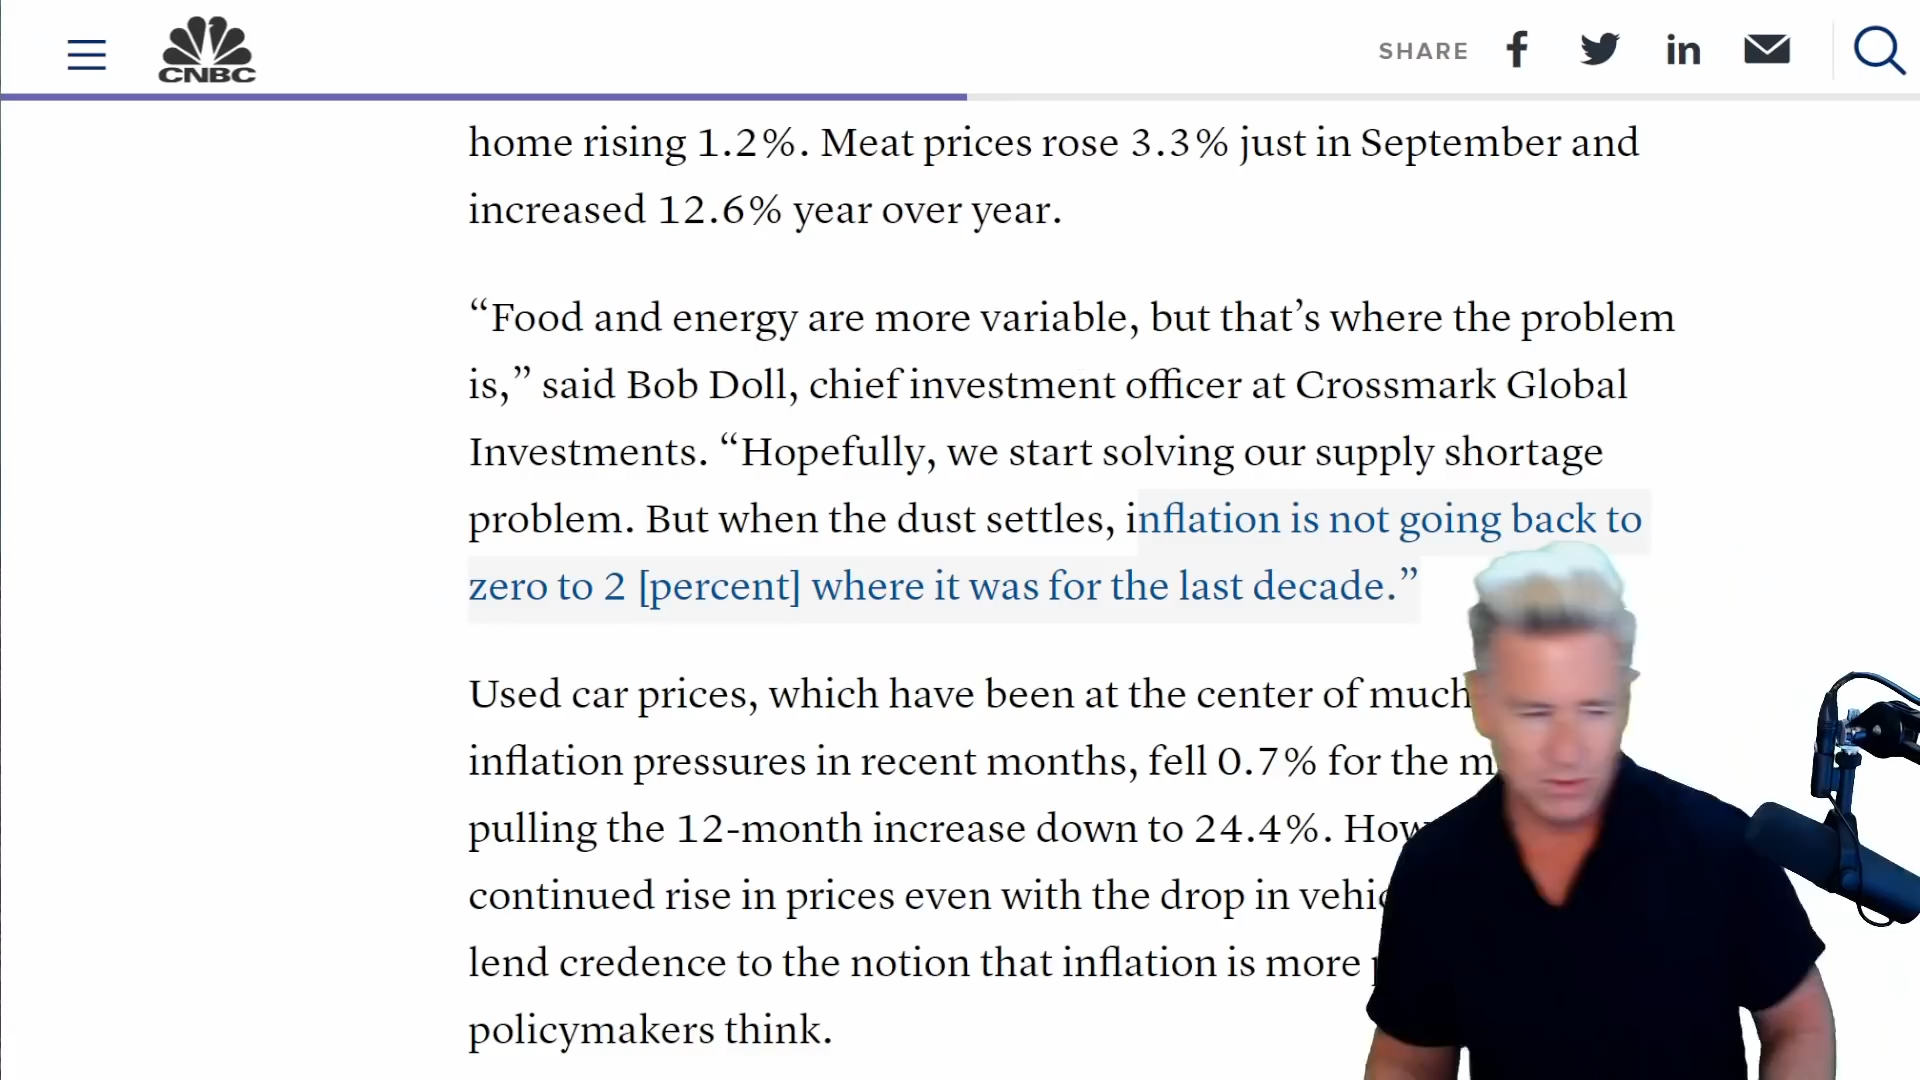 CNBC
SHARE
home rising 1.2%. Meat prices rose 3.3% just in September and
increased 12.6% year over year.
“Food and energy are more variable, but that’s where the problem
is,” said Bob Doll, chief investment officer at Crossmark Global
Investments. “Hopefully, we start solving our supply shortage
problem. But when the dust settles, inflation is not going back to
zero to 2 [percent] where it was for the last decade.”
Used car prices, which have been at the center of much
inflation pressures in recent months, fell 0.7% for the
pulling the 12-month increase down to 24.4%.
continued rise in prices even with the drop in
lend credence to the notion that inflation is more
policymakers think.